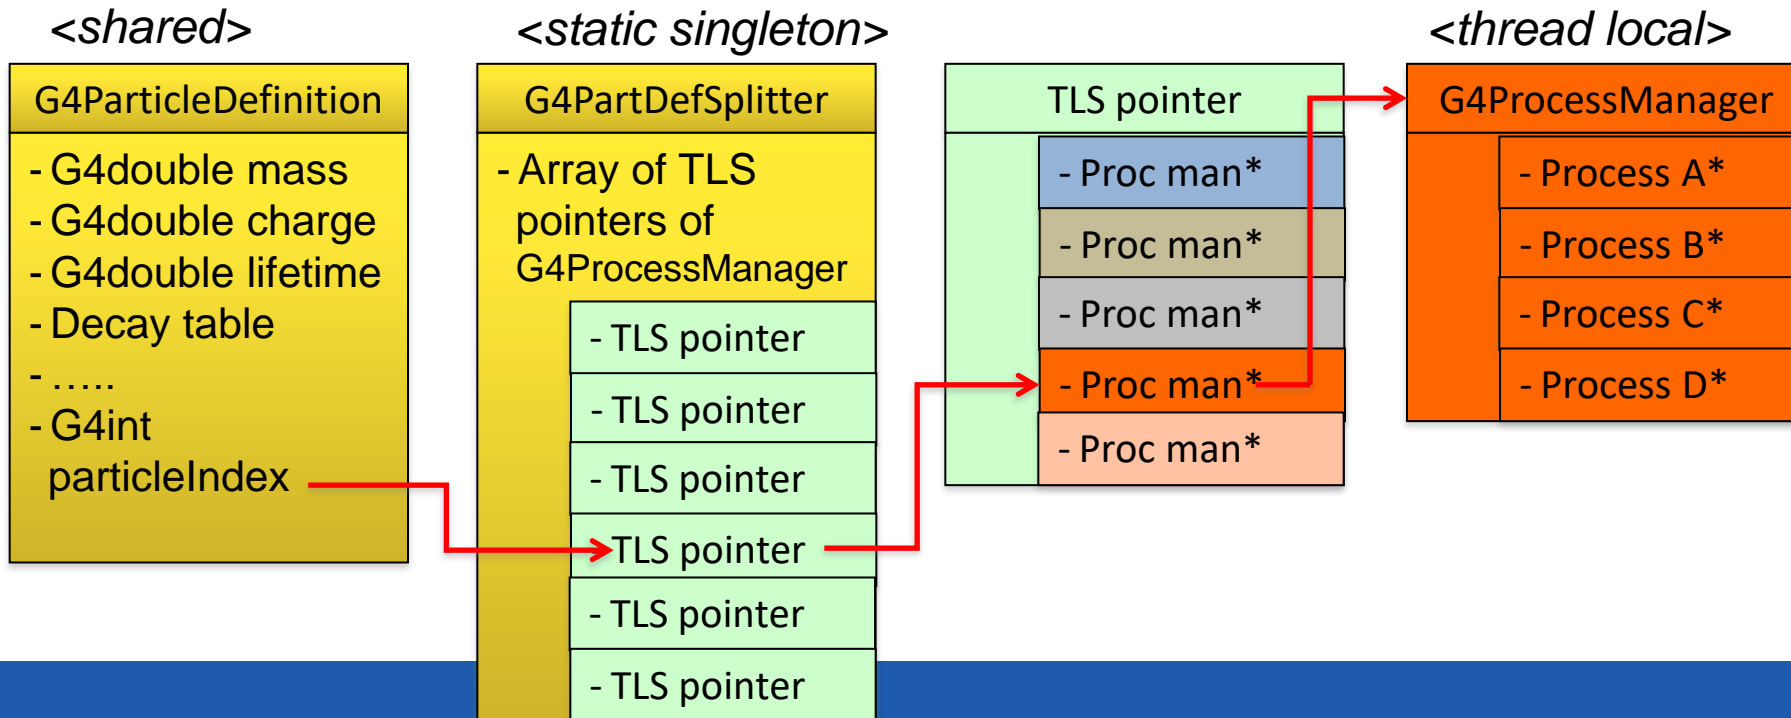 <shared>
G4ParticleDefinition
- G4double mass
- G4double charge
- G4double lifetime
- Decay table
- …..
- G4int
particleIndex
<static singleton>
G4PartDefSplitter
- Array of TLS
pointers of
G4ProcessManager
- TLS pointer
- TLS pointer
- TLS pointer
TLS pointer
- TLS pointer
- TLS pointer
TLS pointer
- Proc man*
- Proc man*
- Proc man*
- Proc man*
- Proc man*
<thread local>
G4ProcessManager
- Process A*
- Process B*
- Process C*
- Process D*